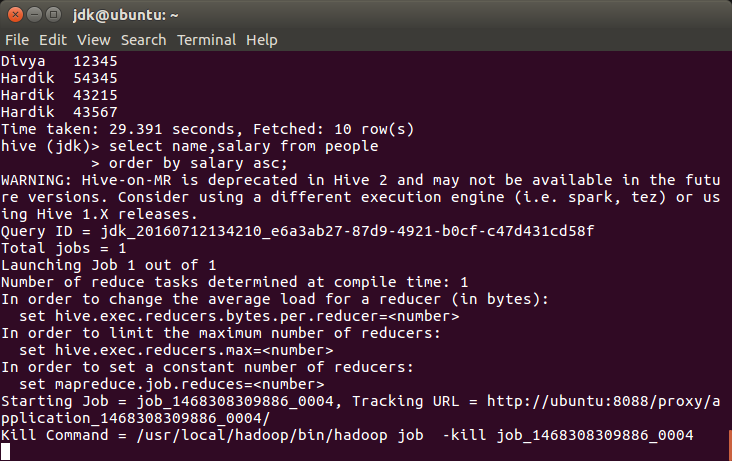 jdk@ubuntu: ~
File Edit View Search Terminal Help
Divya   12345
Hardik  54345
Hardik  43215
Hardik  43567
Time taken: 29.391 seconds, Fetched: 10 row(s)
hive (jdk)> select name,salary from people
          > order by salary asc;
WARNING: Hive-on-MR is deprecated in Hive 2 and may not be available in the futu
re versions. Consider using a different execution engine (i.e. spark, tez) or us
ing Hive 1.X releases.
Query ID = jdk_20160712134210_e6a3ab27-87d9-4921-b0cf-c47d431cd58f
Total jobs = 1
Launching Job 1 out of 1
Number of reduce tasks determined at compile time: 1
In order to change the average load for a reducer (in bytes):
  set hive.exec.reducers.bytes.per.reducer=<number>
In order to limit the maximum number of reducers:
  set hive.exec.reducers.max=<number>
In order to set a constant number of reducers:
  set mapreduce.job.reduces=<number>
Starting Job = job_1468308309886_0004, Tracking URL = http://ubuntu:8088/proxy/a
pplication_1468308309886_0004/
Kill Command = /usr/local/hadoop/bin/hadoop job  -kill job_1468308309886_0004